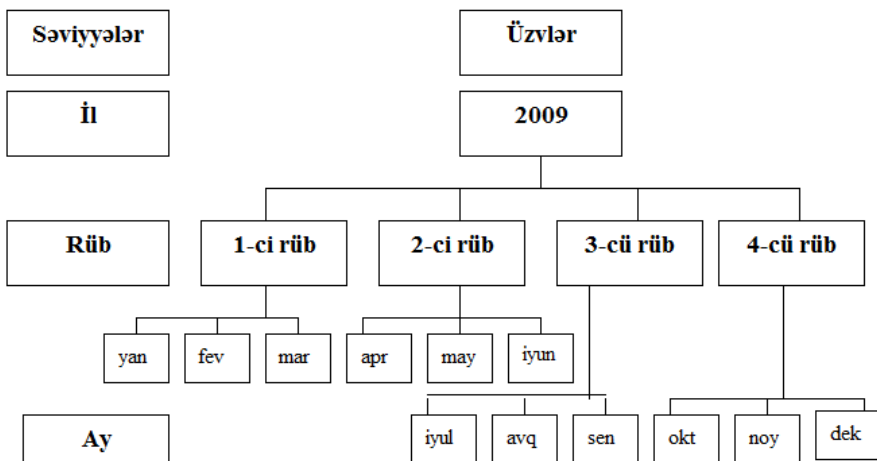 Səviyyələr
Üzvlər
İl
2009
Rüb
1-ci rüb
2-ci rüb
3-cü rüb
4-cü rüb
yan
fev
mar
apr
may
iyun
Ay
iyul
avq
sen
okt
noy
dek